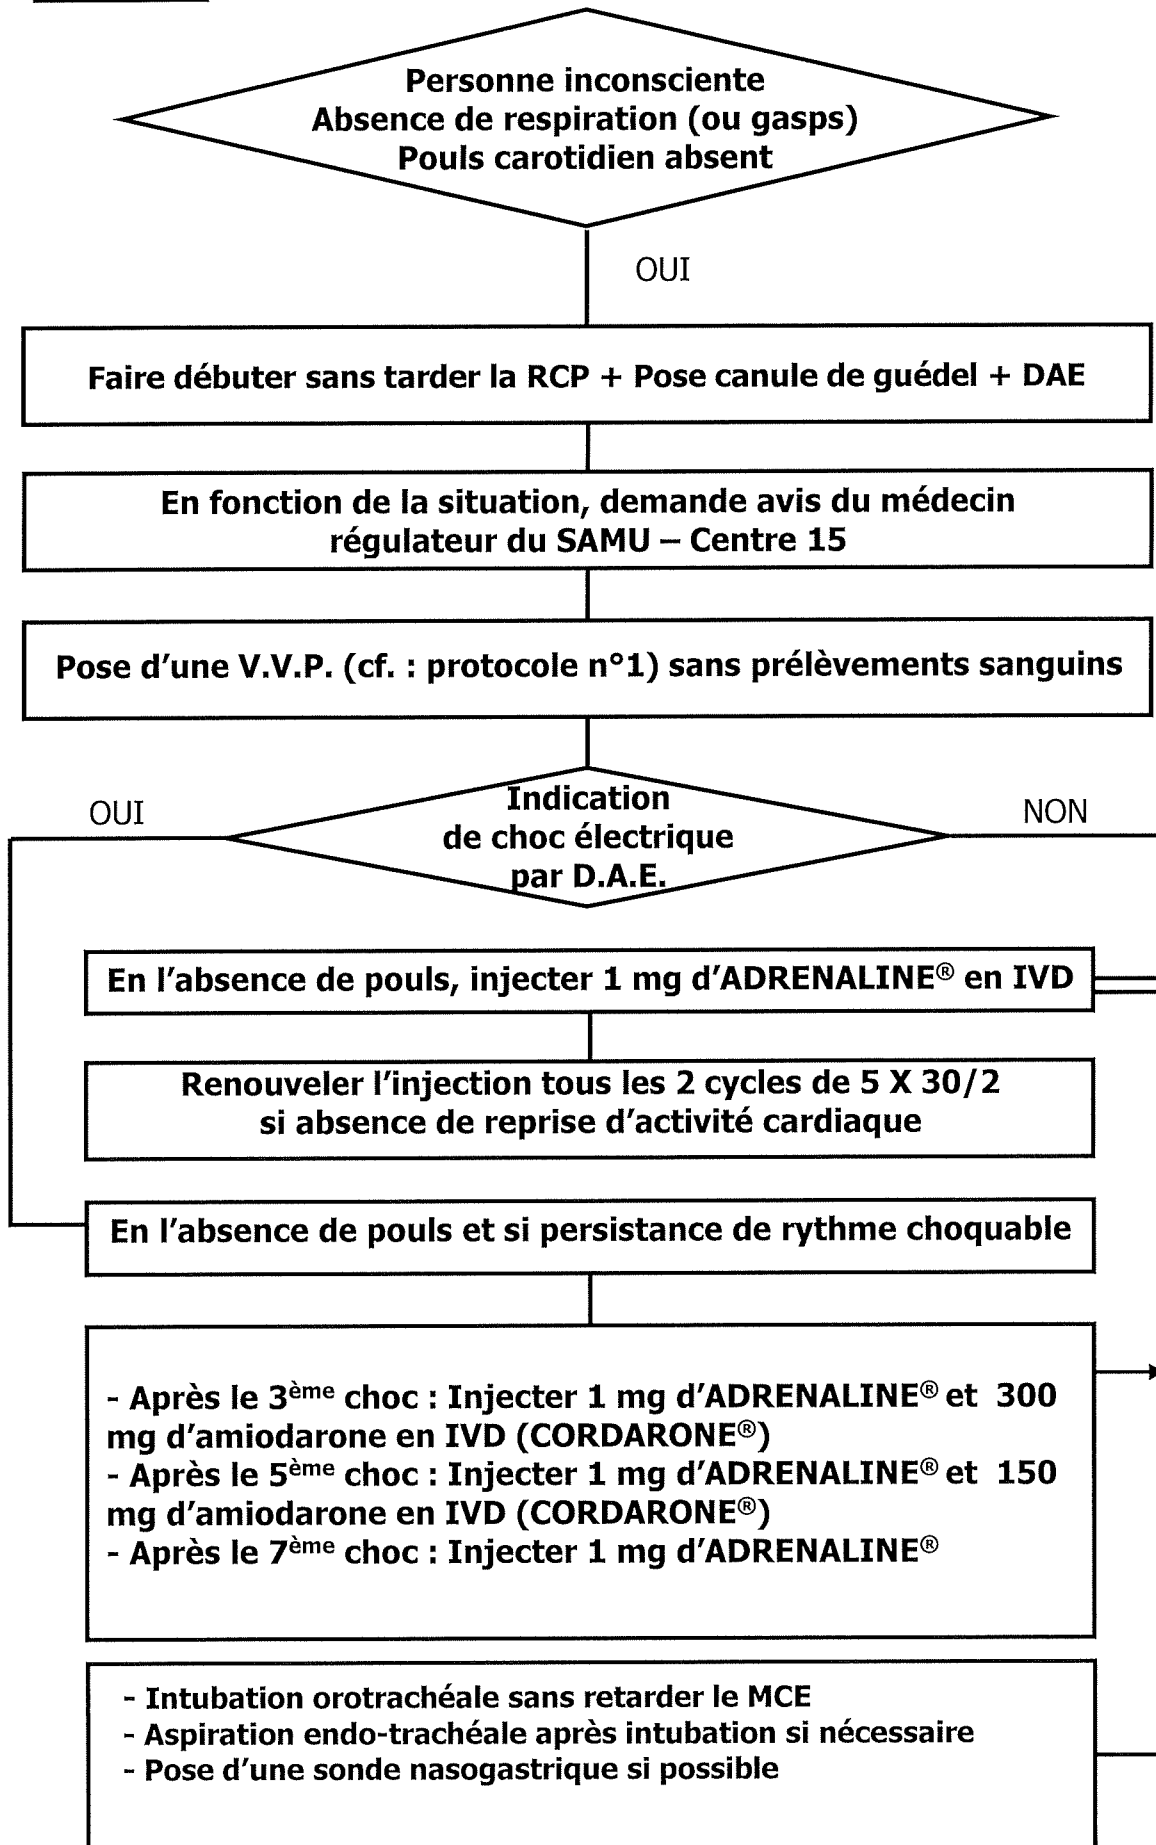 Personne inconsciente
Absence de respiration (ou gasps)
Pouls carotidien absent
OUI
Faire débuter sans tarder la RCP + Pose canule de guédel + DAE
En fonction de la situation, demande avis du médecin
régulateur du SAMU – Centre 15
Pose d'une V.V.P. (cf. : protocole n°1) sans prélèvements sanguins
OUI
Indication
de choc électrique
par D.A.E.
NON
En l'absence de pouls, injecter 1 mg d'ADRENALINE® en IVD
Renouveler l'injection tous les 2 cycles de 5 X 30/2
si absence de reprise d'activité cardiaque
En l'absence de pouls et si persistance de rythme choquable
- Après le 3ème choc : Injecter 1 mg d'ADRENALINE® et 300
mg d'amiodarone en IVD (CORDARONE®)
- Après le 5ème choc : Injecter 1 mg d'ADRENALINE® et 150
mg d'amiodarone en IVD (CORDARONE®)
- Après le 7ème choc : Injecter 1 mg d'ADRENALINE®
- Intubation orotrachéale sans retarder le MCE
- Aspiration endo-trachéale après intubation si nécessaire
- Pose d'une sonde nasogastrique si possible